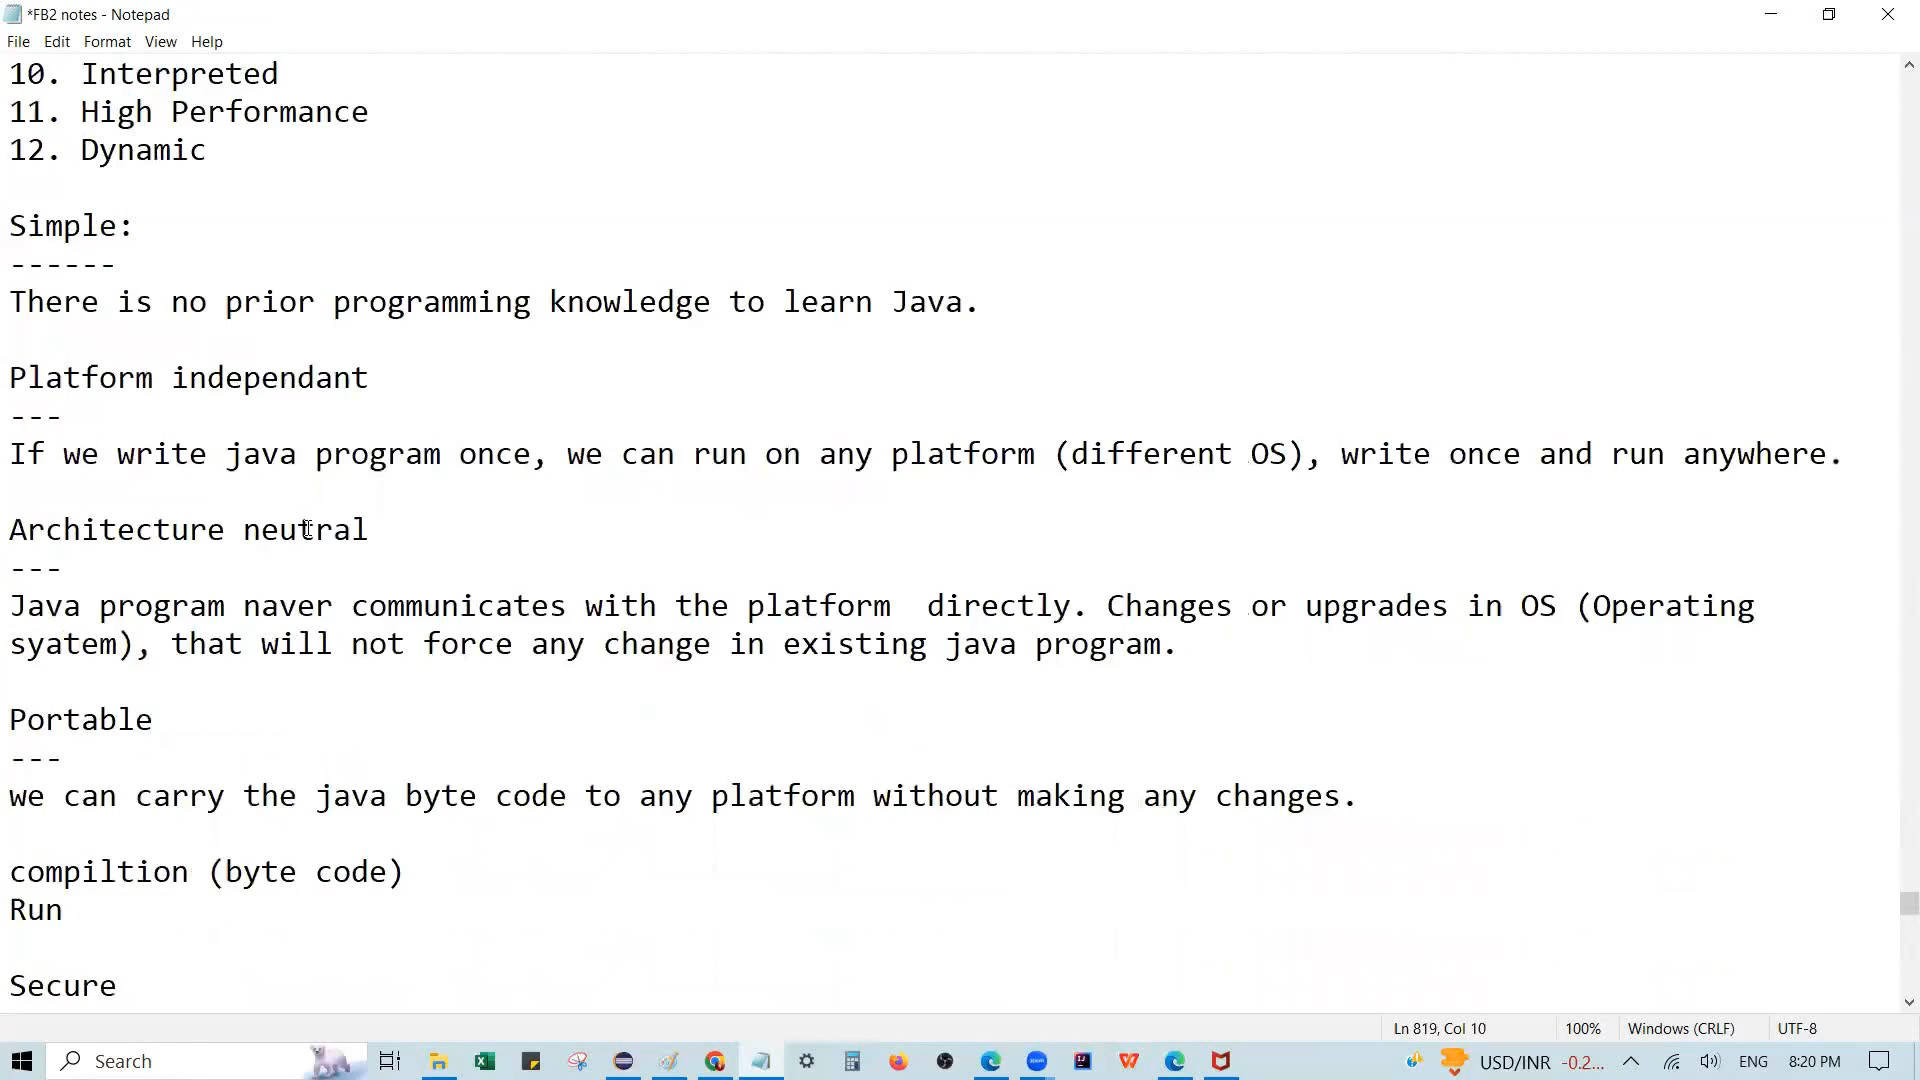 *FB2 notes - Notepad
File Edit Format View Help
10. Interpreted
11. High Performance
12. Dynamic
Simple:
------
There is no prior programming knowledge to learn Java.
Platform independant
---
If we write java program once, we can run on any platform (different OS), write once and run anywhere.
Architecture neutral
---
Java program naver communicates with the platform  directly. Changes or upgrades in OS (Operating
syatem), that will not force any change in existing java program.
Portable
---
we can carry the java byte code to any platform without making any changes.
compiltion (byte code)
Run
Secure
Ln 819, Col 10 100% Windows (CRLF) UTF-8
Search USD/INR -0.2... ENG 8:20 PM